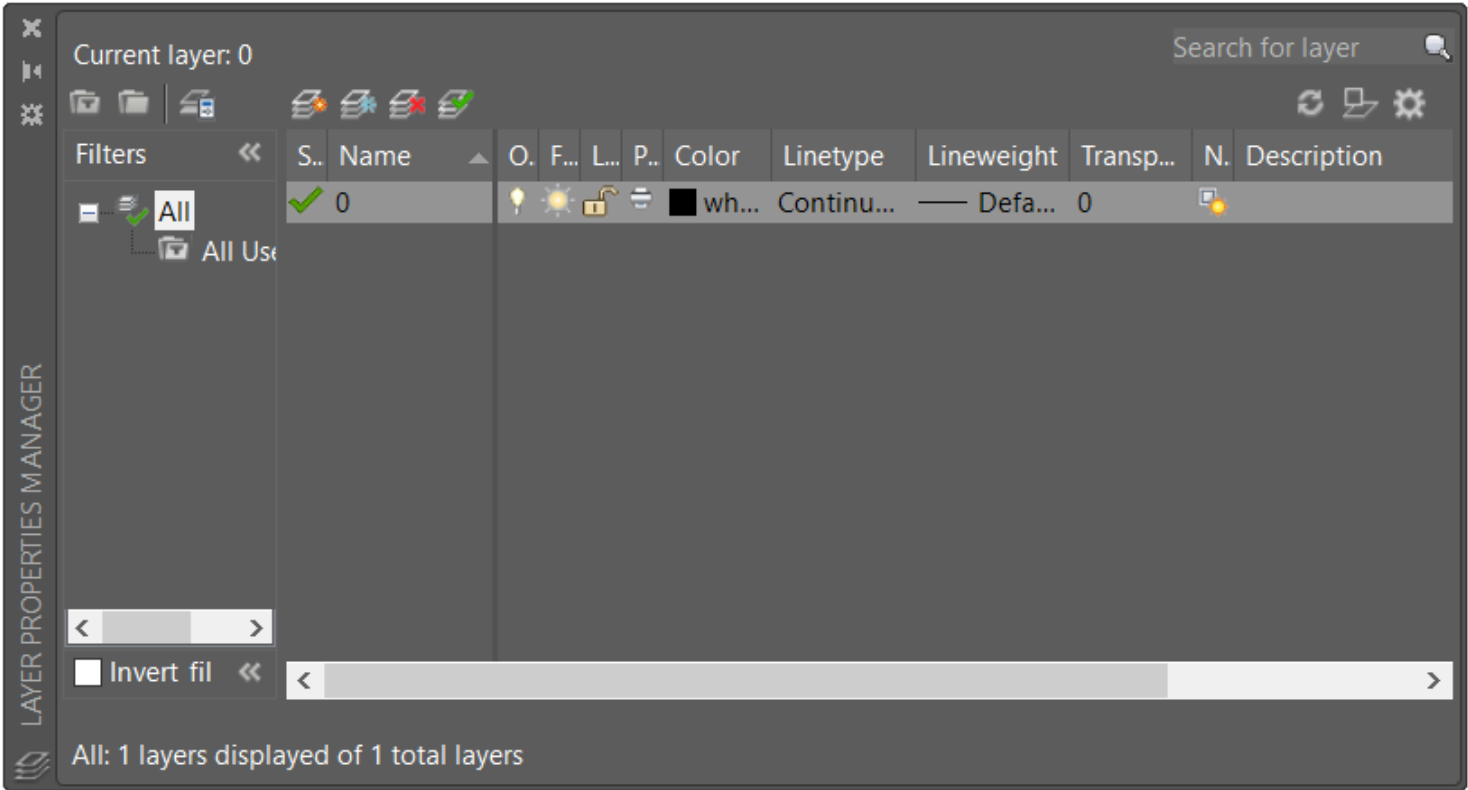 Current layer: 0
Search for layer
Filters
S.. Name O. F... L... P.. Color Linetype Lineweight Transp... N. Description
All
0 wh... Continu... Defa... 0
All Use
Invert fil
All: 1 layers displayed of 1 total layers
LAYER PROPERTIES MANAGER